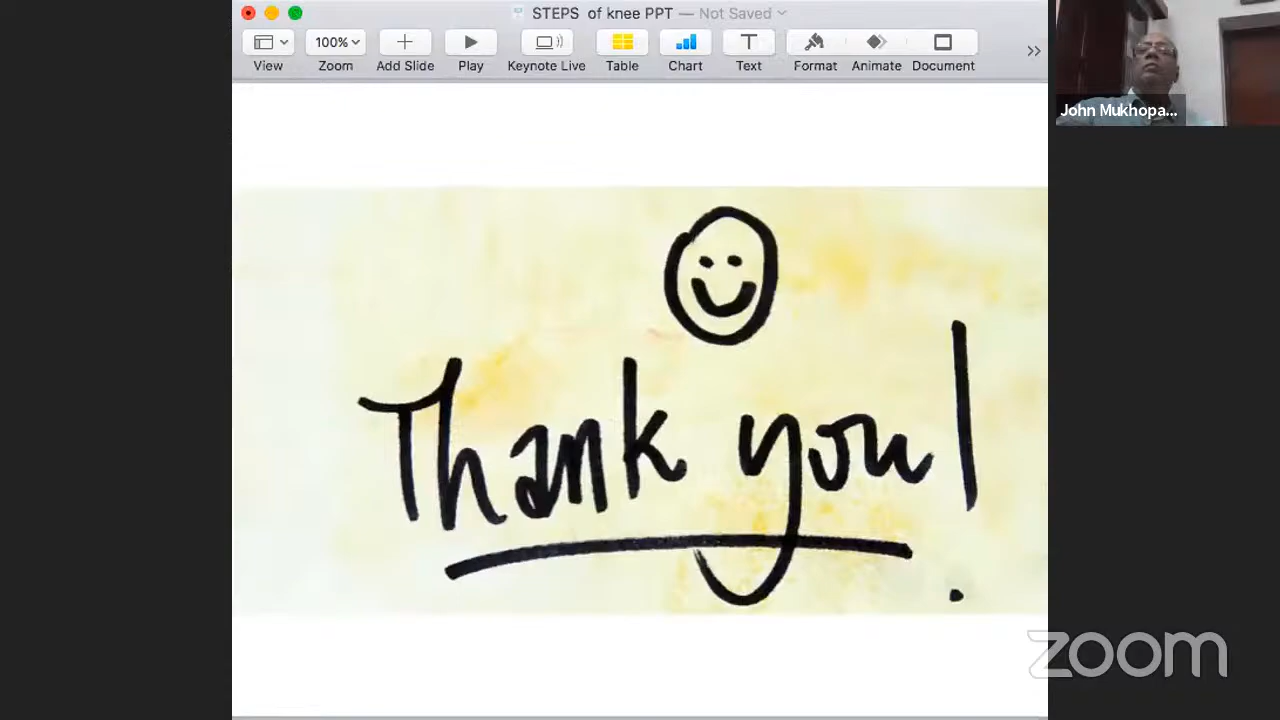 STEPS of knee PPT — Not Saved
100%
View Zoom Add Slide Play Keynote Live Table Chart Text Format Animate Document
John Mukhopa...
Thank you!
zoom